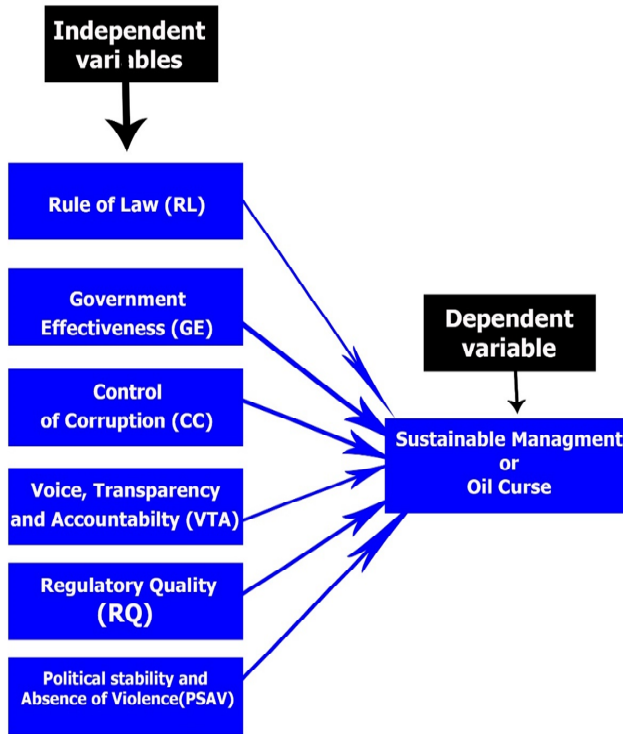 Independent
variables
Rule of Law (RL)
Government
Effectiveness (GE)
Control
of Corruption (CC)
Voice, Transparency
and Accountabilty (VTA)
Regulatory Quality
(RQ)
Political stability and
Absence of Violence(PSAV)
Dependent
variable
Sustainable Managment
or
Oil Curse